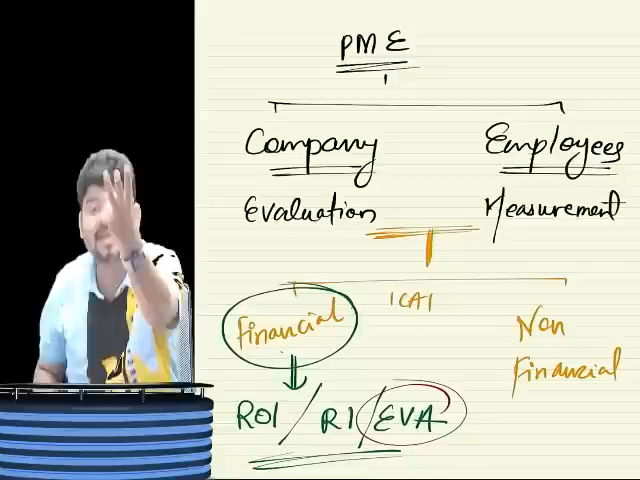 PME
Company Employees
Evaluation Measurement
ICAI
Financial Non
Financial
ROI / RI / EVA